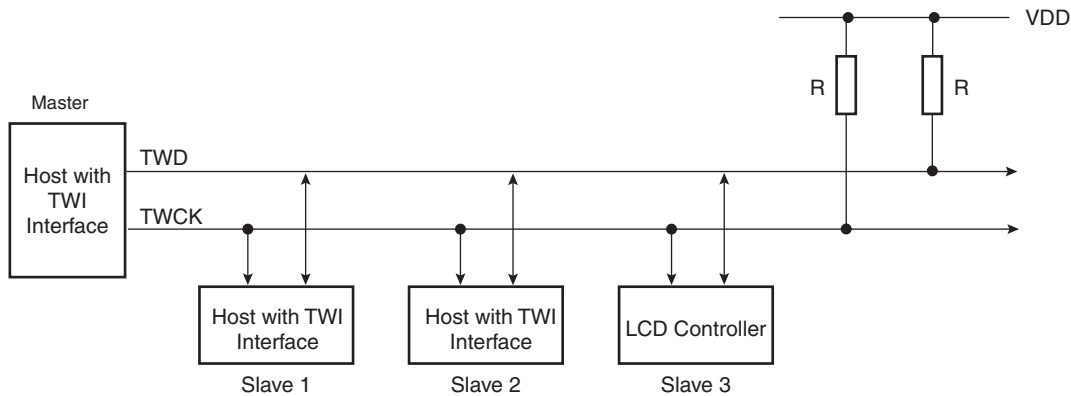 VDD
R
R
Master
Host with
TWI
Interface
TWD
TWCK
Host with TWI
Interface
Slave 1
Host with TWI
Interface
Slave 2
LCD Controller
Slave 3